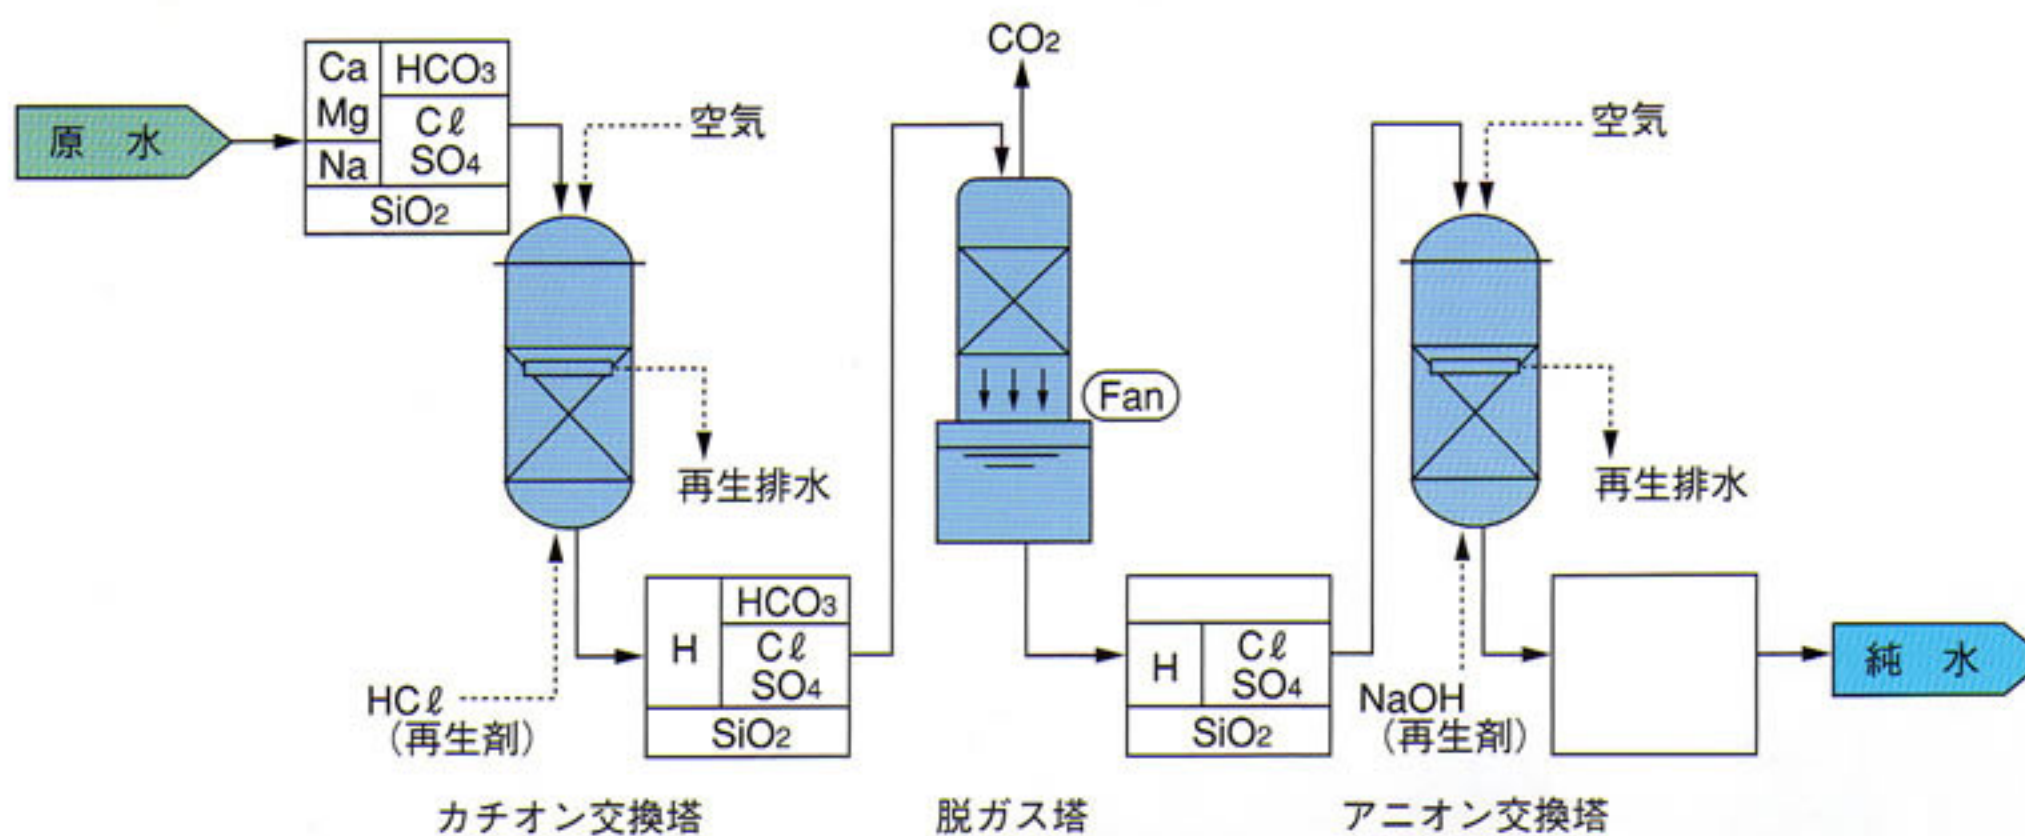 原 水
Ca
Mg
Na
HCO3
Cℓ
SO4
SiO2
空気
再生排水
HCℓ
（再生剤）
H
HCO3
Cℓ
SO4
SiO2
カチオン交換塔
CO2
Fan
脱ガス塔
H
Cℓ
SO4
SiO2
空気
再生排水
NaOH
（再生剤）
アニオン交換塔
純 水